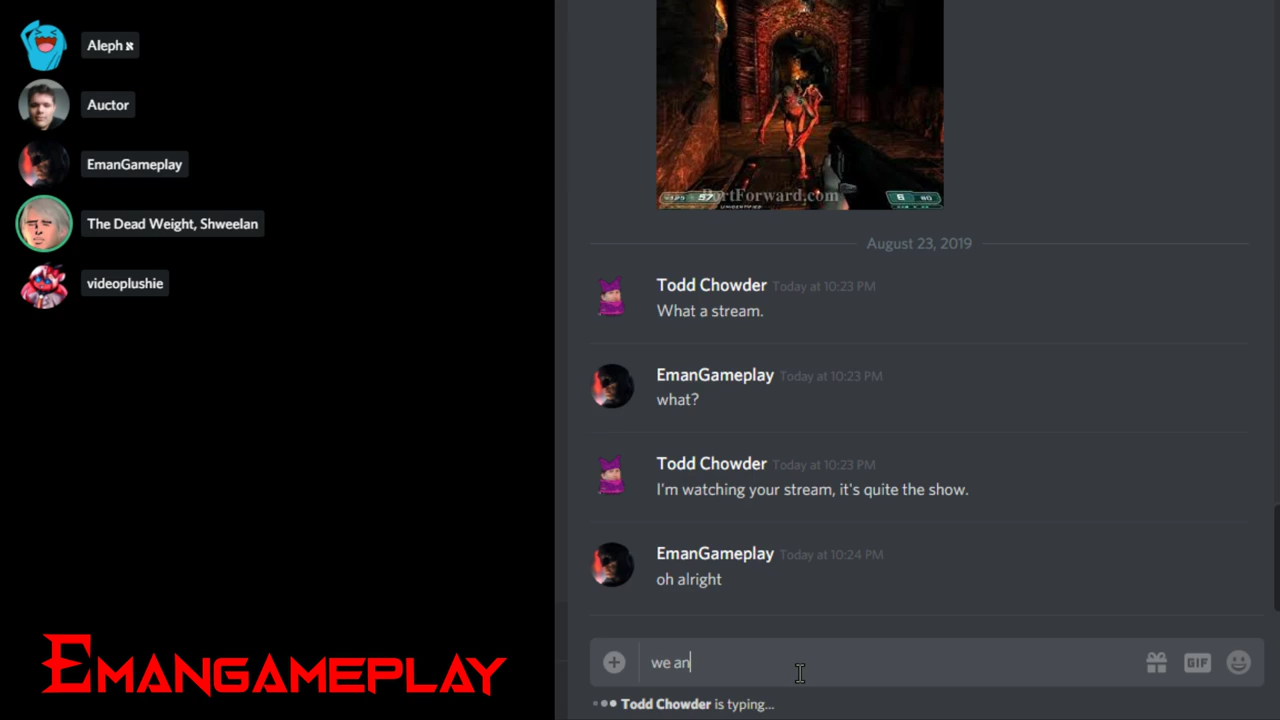 Aleph א
Auctor
EmanGameplay
The Dead Weight, Shweelan
videoplushie
EMANGAMEPLAY
PortForward.com
UNIDENTIFIED
August 23, 2019
Todd Chowder Today at 10:23 PM
What a stream.
EmanGameplay Today at 10:23 PM
what?
Todd Chowder Today at 10:23 PM
I'm watching your stream, it's quite the show.
EmanGameplay Today at 10:24 PM
oh alright
we an
GIF
Todd Chowder is typing...